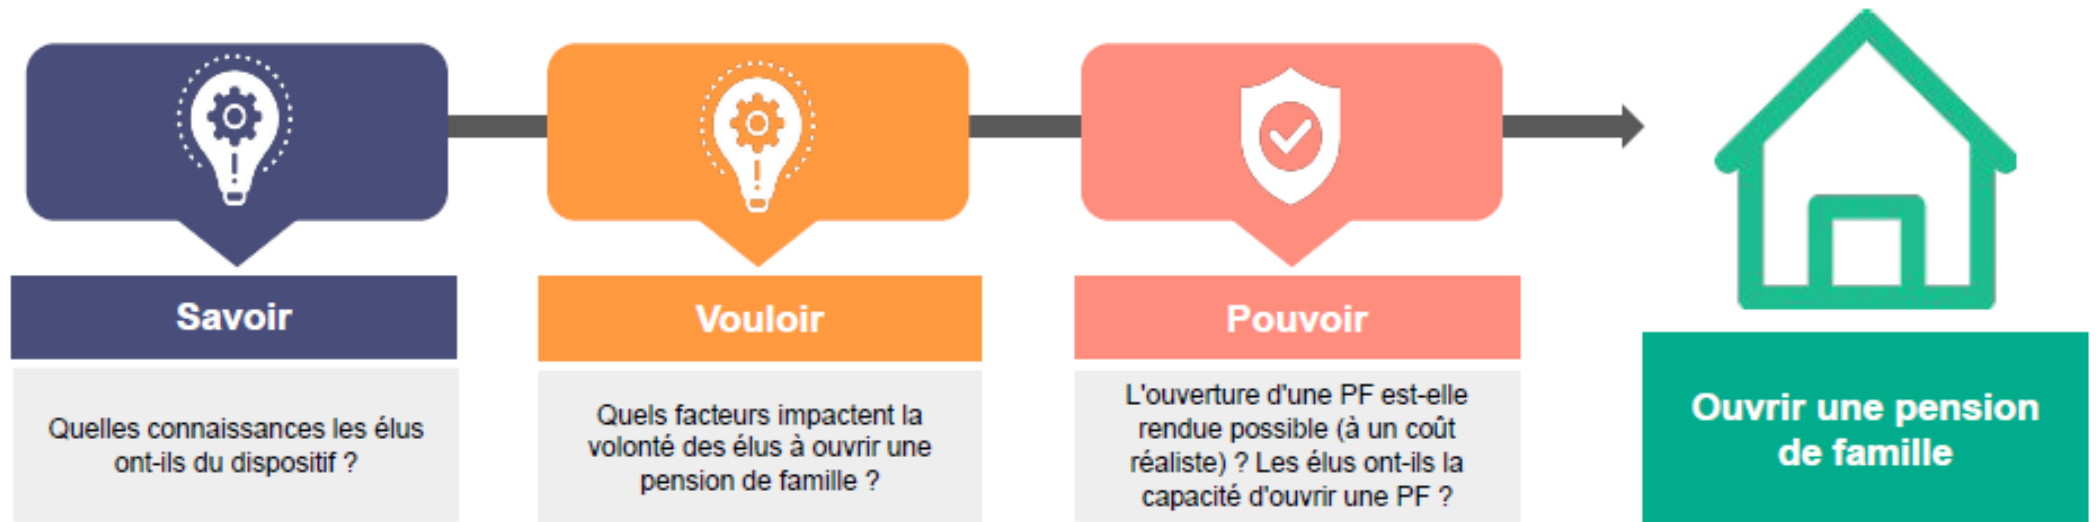 Savoir
Quelles connaissances les élus
ont-ils du dispositif ?
Vouloir
Quels facteurs impactent la
volonté des élus à ouvrir une
pension de famille ?
Pouvoir
L'ouverture d'une PF est-elle
rendue possible (à un coût
réaliste) ? Les élus ont-ils la
capacité d'ouvrir une PF ?
Ouvrir une pension
de famille